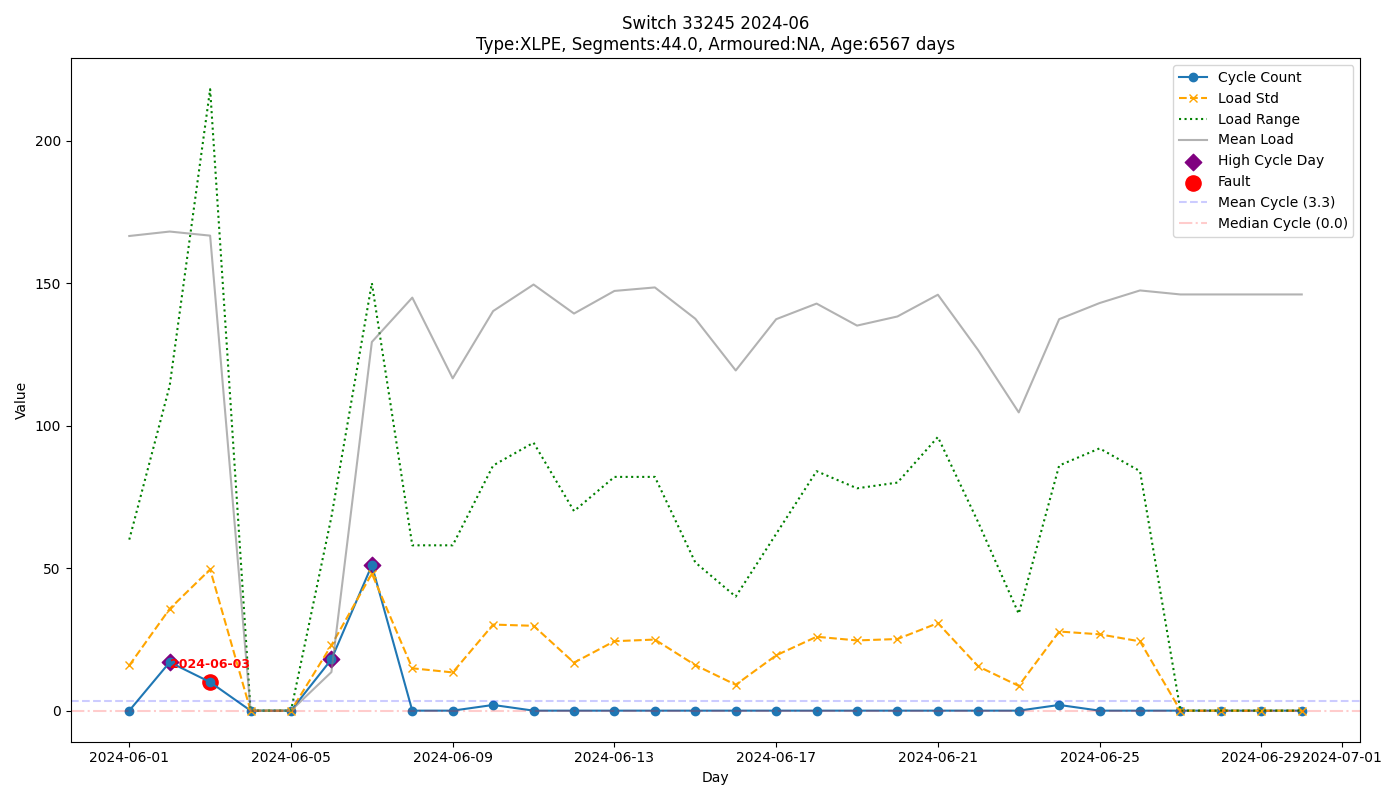 Switch 33245 2024-06
Type:XLPE, Segments:44.0, Armoured:NA, Age:6567 days
Cycle Count
Load Std
Load Range
Mean Load
High Cycle Day
Fault
Mean Cycle (3.3)
Median Cycle (0.0)
Value
200
150
100
50
0
2024-06-03
2024-06-01 2024-06-05 2024-06-09 2024-06-13 2024-06-17 2024-06-21 2024-06-25 2024-06-29 2024-07-01
Day